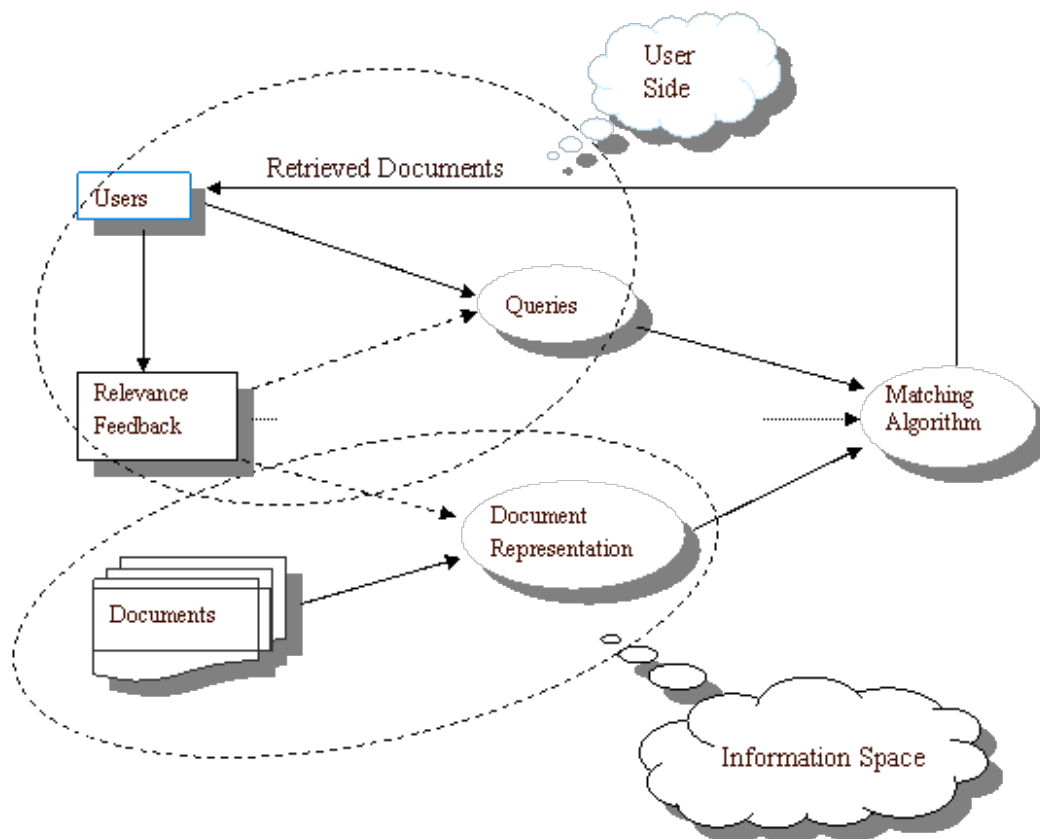 User
Side
Retrieved Documents
Users
Queries
Relevance
Feedback
Matching
Algorithm
Document
Representation
Documents
Information Space